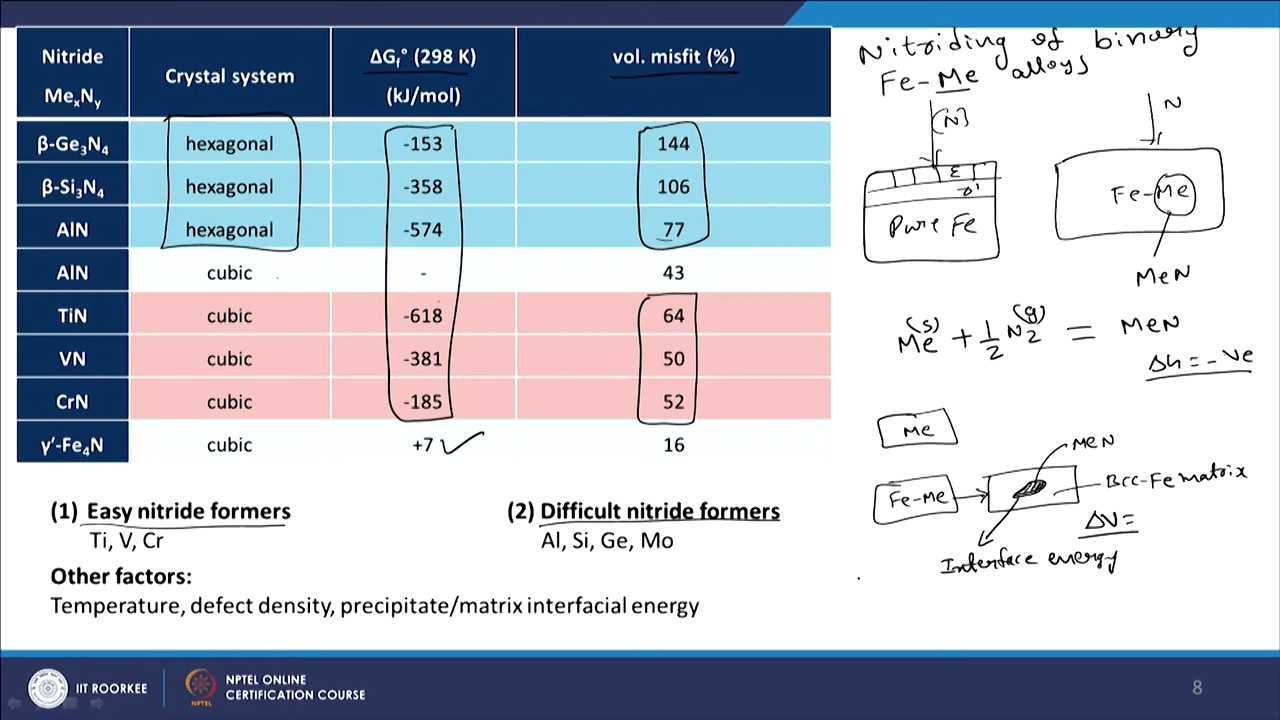 Nitride MeₓNᵧ | Crystal system | ΔGf° (298 K) (kJ/mol) | vol. misfit (%)
β-Ge₃N₄ | hexagonal | -153 | 144
β-Si₃N₄ | hexagonal | -358 | 106
AlN | hexagonal | -574 | 77
AlN | cubic | - | 43
TiN | cubic | -618 | 64
VN | cubic | -381 | 50
CrN | cubic | -185 | 52
γ′-Fe₄N | cubic | +7 | 16
(1) Easy nitride formers
Ti, V, Cr
(2) Difficult nitride formers
Al, Si, Ge, Mo
Other factors:
Temperature, defect density, precipitate/matrix interfacial energy
Nitriding of binary
Fe-Me alloys
[N]
ε
γ'
Pure Fe
N
Fe-Me
MeN
Me(s) + 1/2 N₂(g) = MeN
ΔG = -ve
Me
Fe-Me
MeN
Bcc-Fe matrix
ΔV=
Interface energy
IIT ROORKEE
NPTEL
NPTEL ONLINE
CERTIFICATION COURSE
8